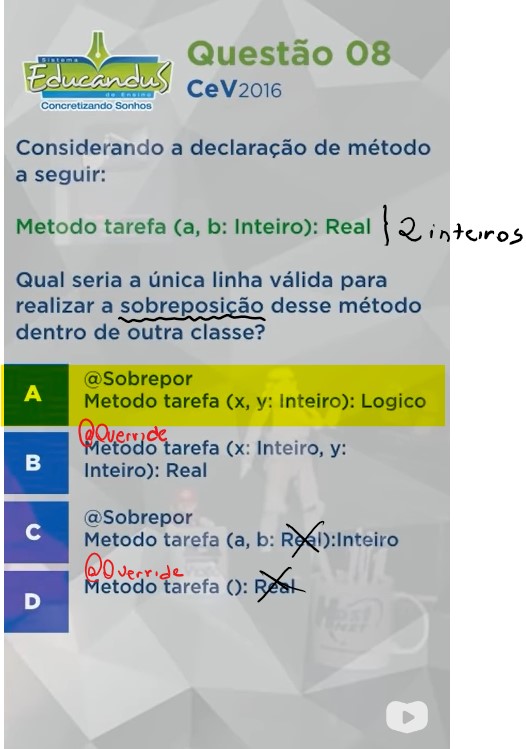 Sistema
Educandus
de Ensino
Concretizando Sonhos
Questão 08
CeV2016
Considerando a declaração de método
a seguir:
Metodo tarefa (a, b: Inteiro): Real | 2 inteiros
Qual seria a única linha válida para
realizar a sobreposição desse método
dentro de outra classe?
A
@Sobrepor
Metodo tarefa (x, y: Inteiro): Logico
@Override
B
Metodo tarefa (x: Inteiro, y:
Inteiro): Real
C
@Sobrepor
Metodo tarefa (a, b: Real):Inteiro
@Override
D
Metodo tarefa (): Real